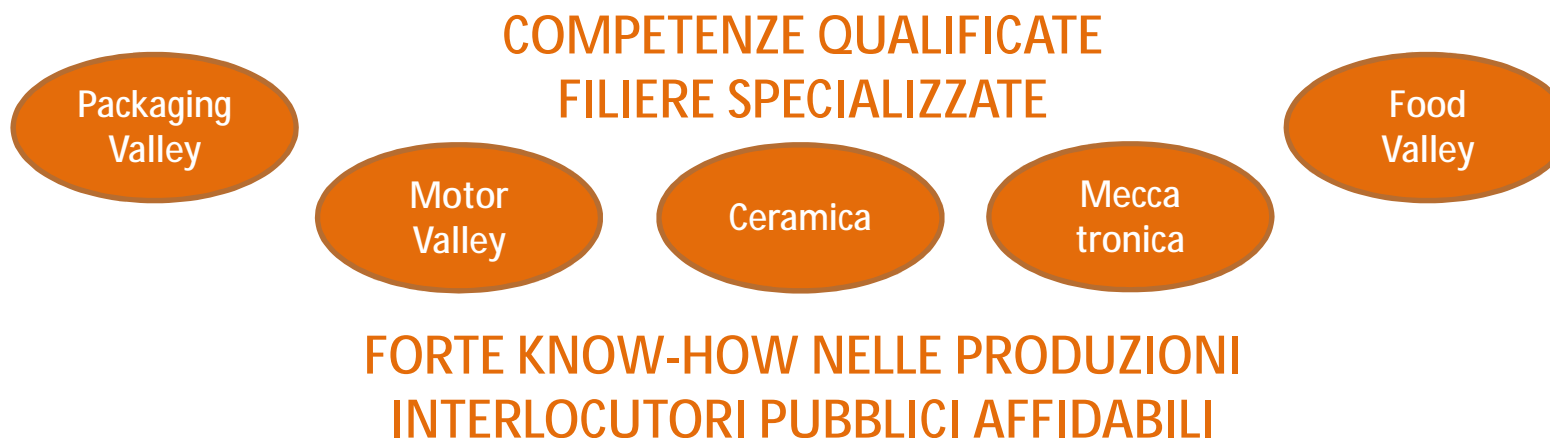 COMPETENZE QUALIFICATE
FILIERE SPECIALIZZATE
Packaging
Valley
Motor
Valley
Ceramica
Mecca
tronica
Food
Valley
FORTE KNOW-HOW NELLE PRODUZIONI
INTERLOCUTORI PUBBLICI AFFIDABILI